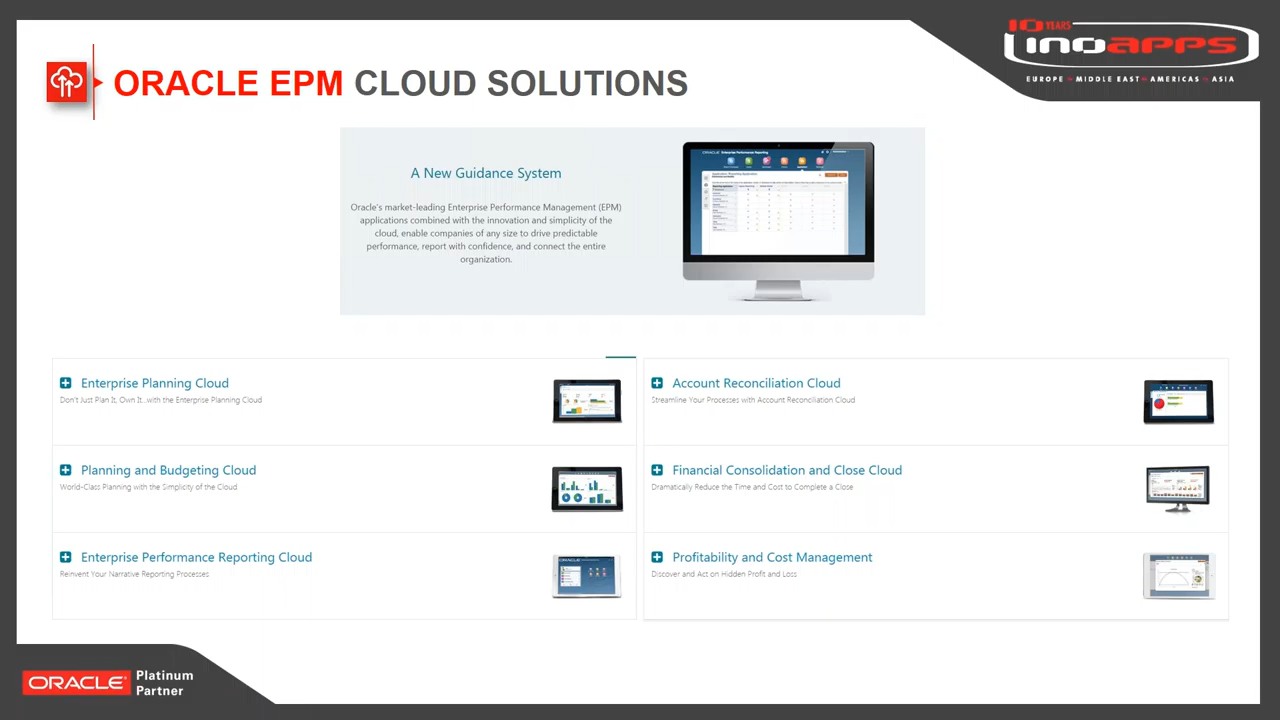 10 YEARS
inoapps
EUROPE MIDDLE EAST AMERICAS ASIA
ORACLE EPM CLOUD SOLUTIONS
A New Guidance System
Oracle's market-leading Enterprise Performance Management (EPM)
applications combined with the innovation and simplicity of the
cloud, enable companies of any size to drive predictable
performance, report with confidence, and connect the entire
organization.
ORACLE Enterprise Performance Reporting
Enterprise Planning Cloud
Don't Just Plan It, Own It...with the Enterprise Planning Cloud
Planning and Budgeting Cloud
World-Class Planning with the Simplicity of the Cloud
Enterprise Performance Reporting Cloud
Reinvent Your Narrative Reporting Processes
ORACLE
Account Reconciliation Cloud
Streamline Your Processes with Account Reconciliation Cloud
Financial Consolidation and Close Cloud
Dramatically Reduce the Time and Cost to Complete a Close
Profitability and Cost Management
Discover and Act on Hidden Profit and Loss
ORACLE Platinum
Partner